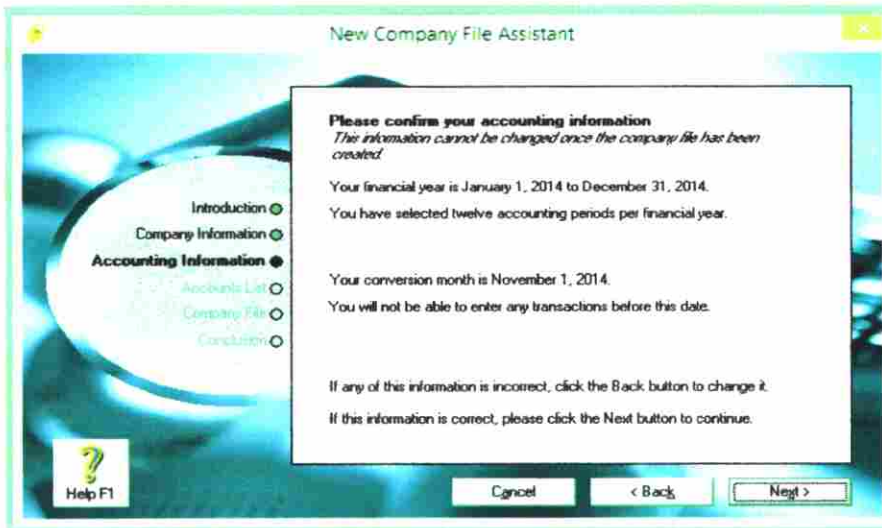 New Company File Assistant
Please confirm your accounting information
This information cannot be changed once the company file has been
created
Your financial year is January 1, 2014 to December 31, 2014.
You have selected twelve accounting periods per financial year.
Introduction
Company Information
Accounting Information
Accounts List
Company File
Conclusion
Your conversion month is November 1, 2014.
You will not be able to enter any transactions before this date.
If any of this information is incorrect, click the Back button to change it.
If this information is correct, please click the Next button to continue.
?
Help F1
Cancel
< Back
Next >